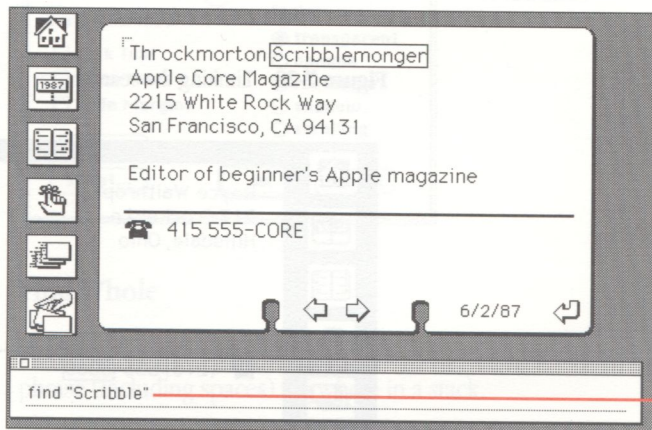 1987
Throckmorton Scribblemonger
Apple Core Magazine
2215 White Rock Way
San Francisco, CA 94131
Editor of beginner's Apple magazine
415 555-CORE
6/2/87
find "Scribble"